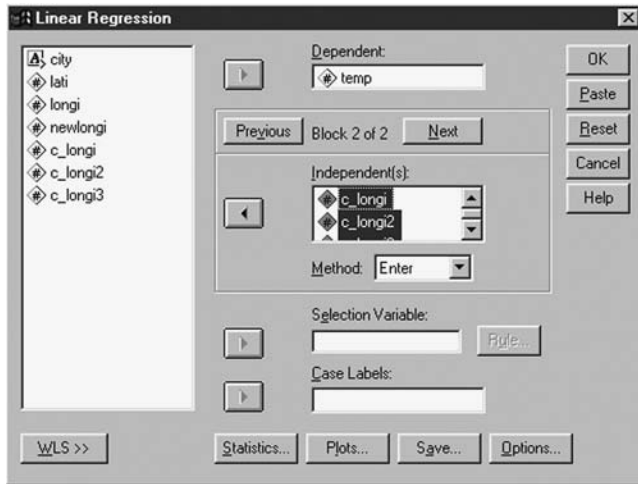 Linear Regression
city
lati
longi
newlongi
c_longi
c_longi2
c_longi3
Dependent:
temp
Previous
Block 2 of 2
Next
Independent(s):
c_longi
c_longi2
Method:
Enter
Selection Variable:
Rule...
Case Labels:
OK
Paste
Reset
Cancel
Help
WLS >>
Statistics...
Plots...
Save...
Options...